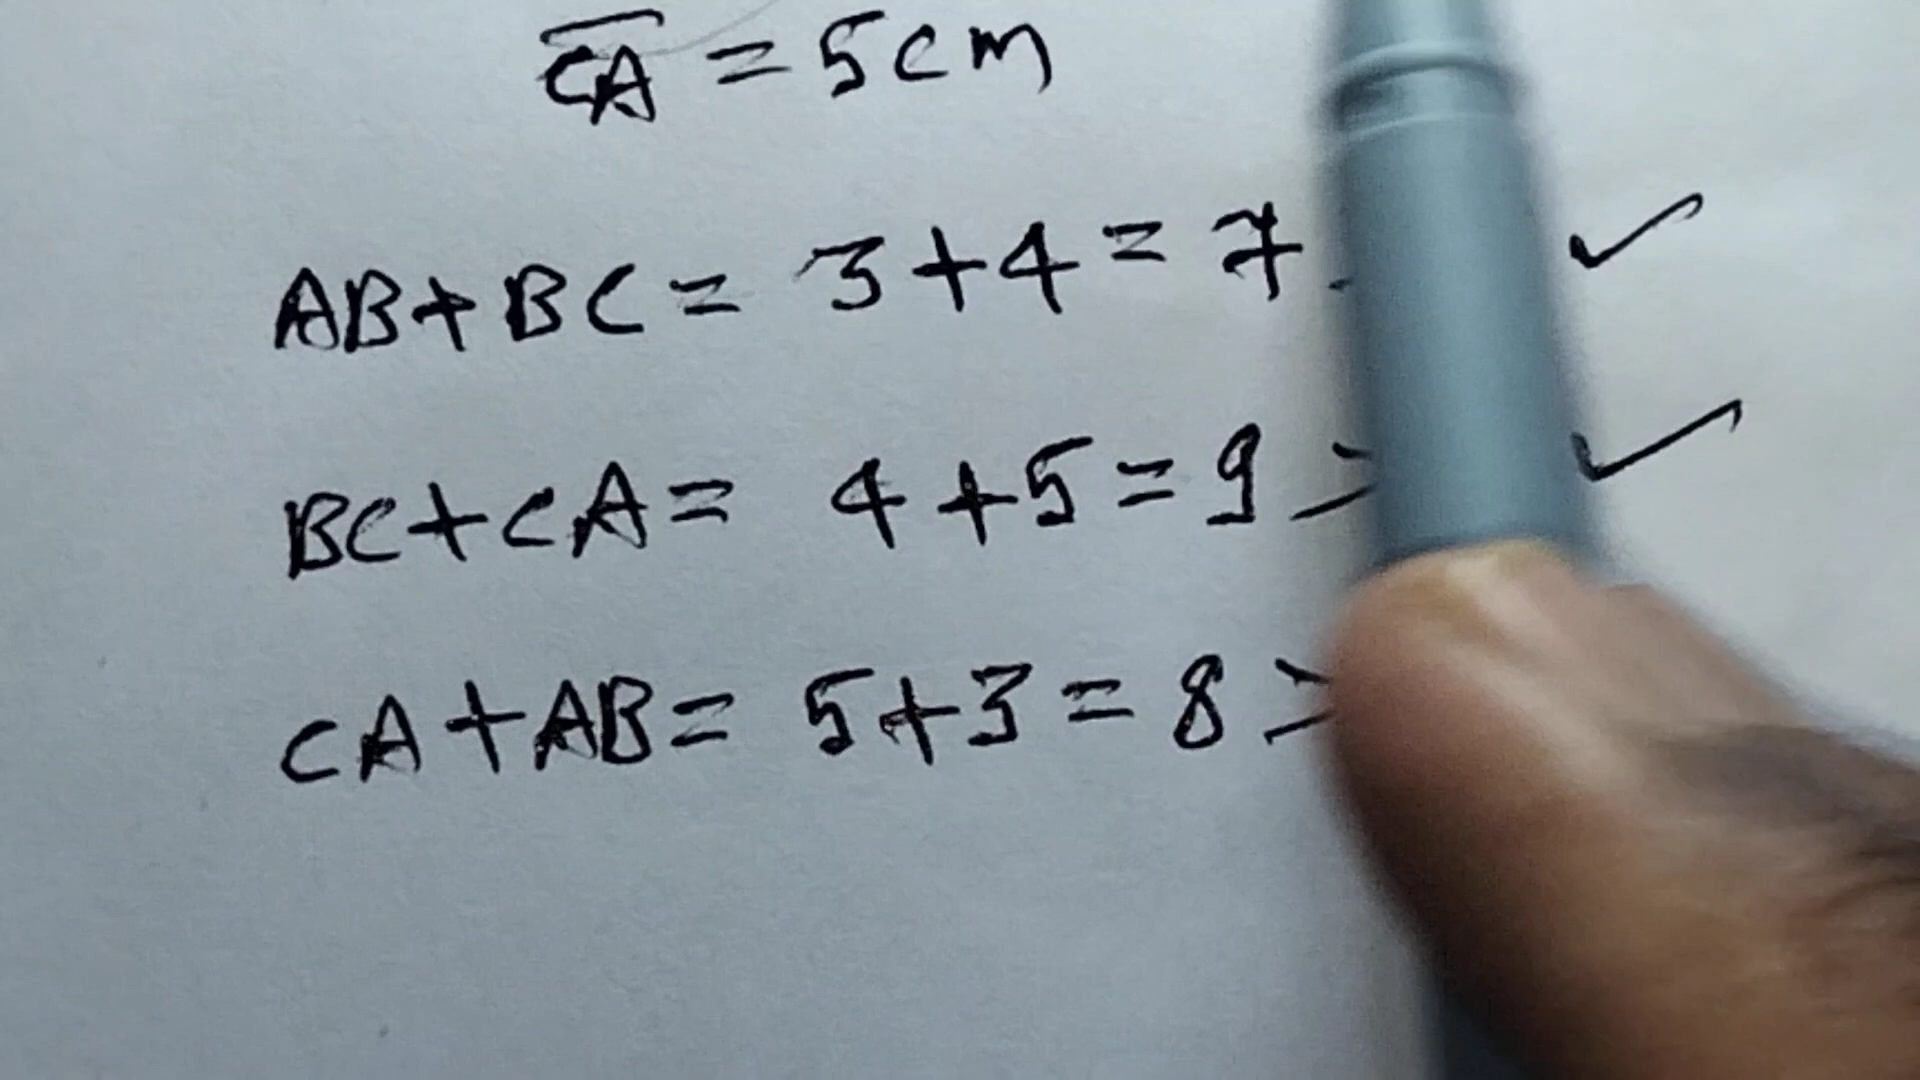 CA = 5cm
AB+BC = 3+4 = 7 ✓
BC+CA = 4+5 = 9 > ✓
CA+AB = 5+3 = 8 >